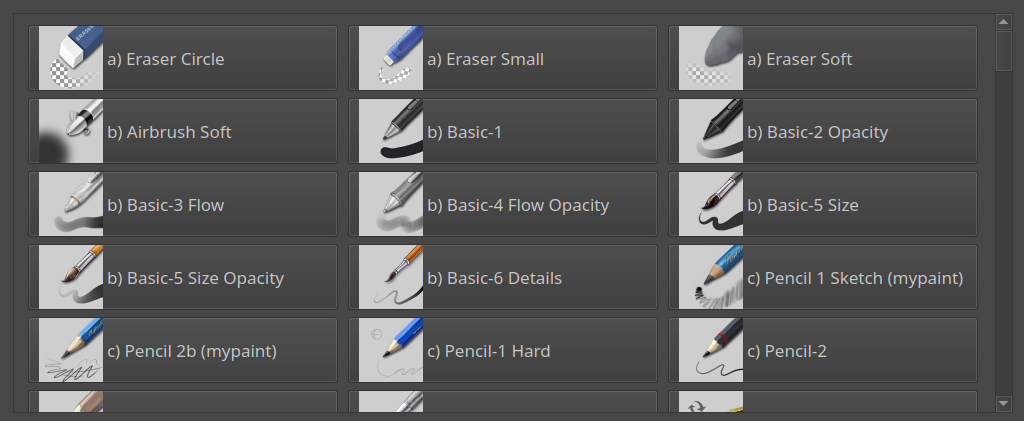 a) Eraser Circle
a) Eraser Small
a) Eraser Soft
b) Airbrush Soft
b) Basic-1
b) Basic-2 Opacity
b) Basic-3 Flow
b) Basic-4 Flow Opacity
b) Basic-5 Size
b) Basic-5 Size Opacity
b) Basic-6 Details
c) Pencil 1 Sketch (mypaint)
c) Pencil 2b (mypaint)
c) Pencil-1 Hard
c) Pencil-2